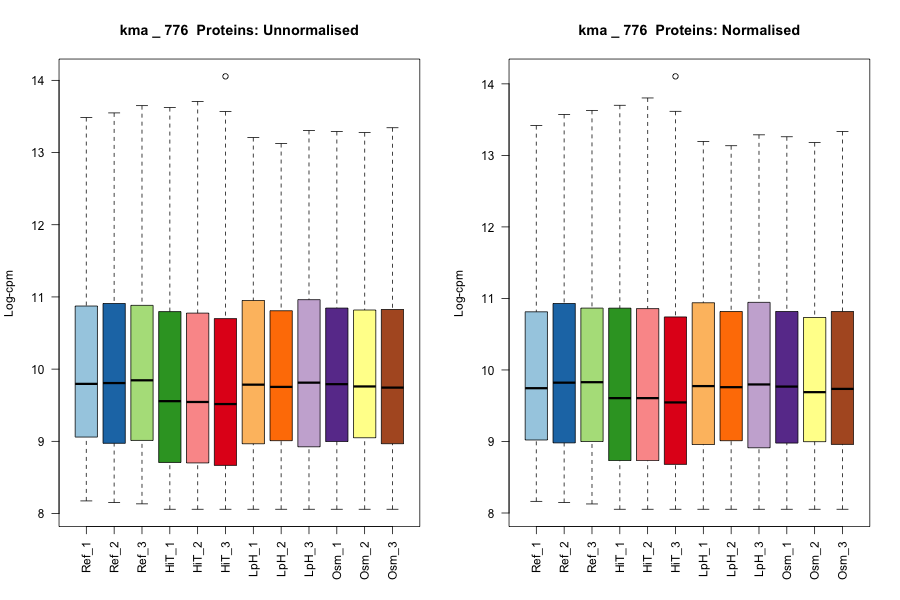 kma _ 776 Proteins: Unnormalised
Log-cpm
14
13
12
11
10
9
8
Ref_1
Ref_2
Ref_3
HiT_1
HiT_2
HiT_3
LpH_1
LpH_2
LpH_3
Osm_1
Osm_2
Osm_3
kma _ 776 Proteins: Normalised
Log-cpm
14
13
12
11
10
9
8
Ref_1
Ref_2
Ref_3
HiT_1
HiT_2
HiT_3
LpH_1
LpH_2
LpH_3
Osm_1
Osm_2
Osm_3